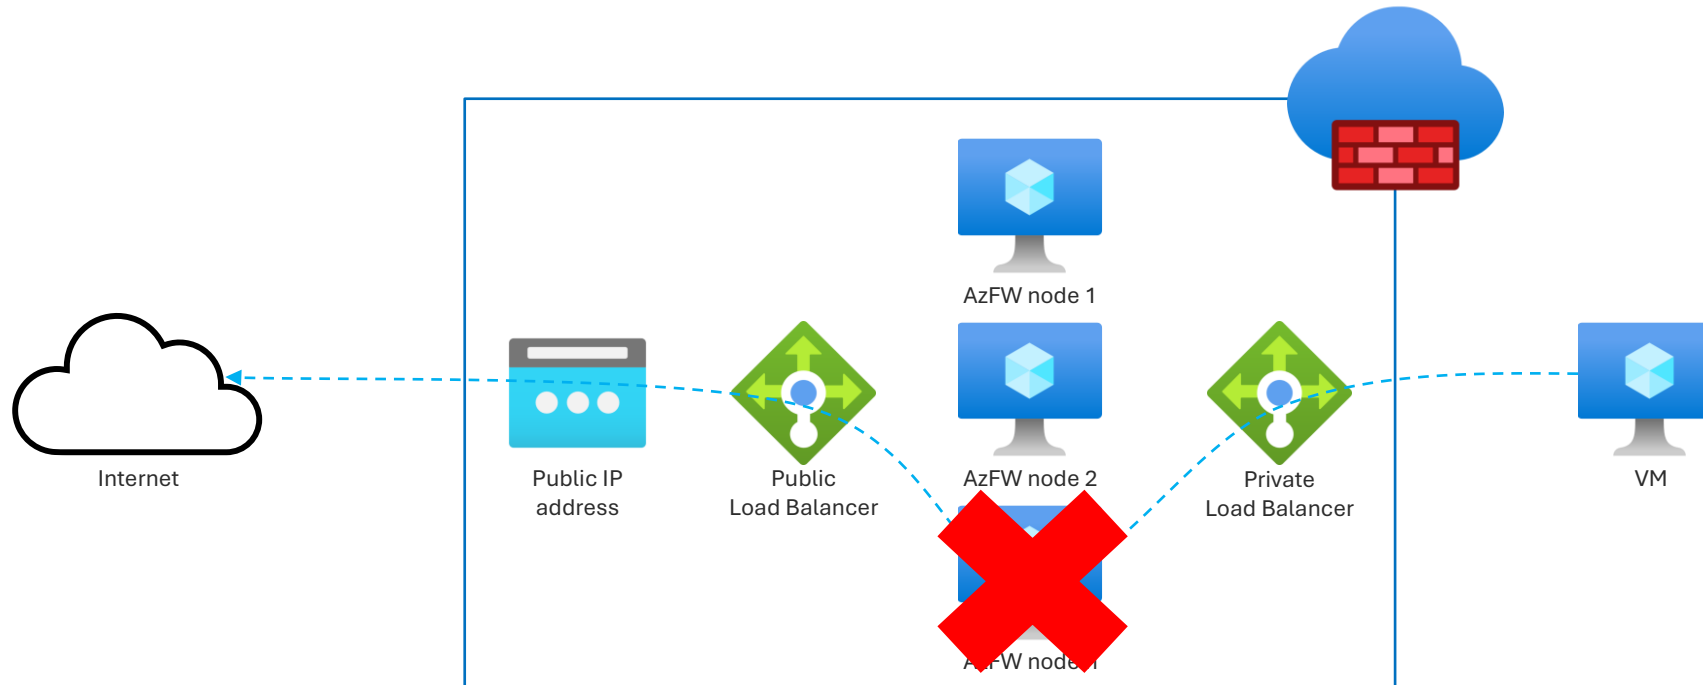 AzFW node 1
Internet
Public IP
address
Public
Load Balancer
AzFW node 2
Private
Load Balancer
VM